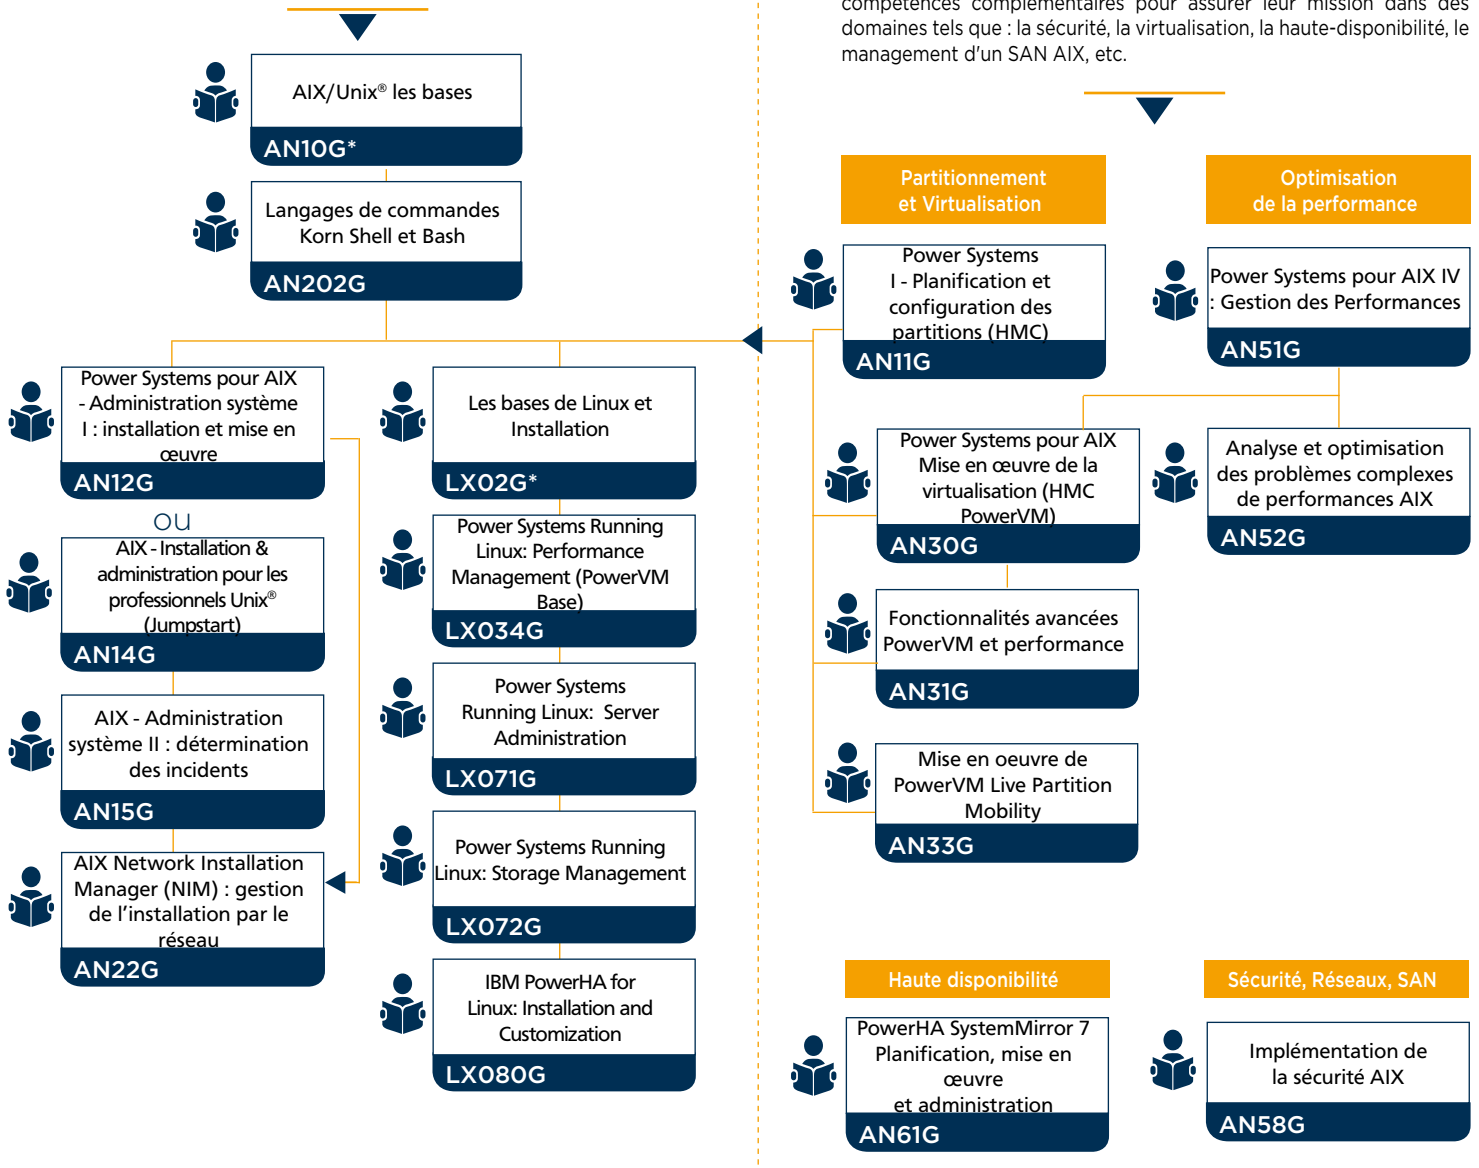 compétences complémentaires pour assurer leur mission dans des
domaines tels que : la sécurité, la virtualisation, la haute-disponibilité, le
management d'un SAN AIX, etc.
AIX/Unix® les bases
AN10G*
Langages de commandes
Korn Shell et Bash
AN202G
Power Systems pour AIX
- Administration système
I : installation et mise en
œuvre
AN12G
ou
AIX - Installation &
administration pour les
professionnels Unix®
(Jumpstart)
AN14G
AIX - Administration
système II : détermination
des incidents
AN15G
AIX Network Installation
Manager (NIM) : gestion
de l'installation par le
réseau
AN22G
Les bases de Linux et
Installation
LX02G*
Power Systems Running
Linux: Performance
Management (PowerVM
Base)
LX034G
Power Systems
Running Linux: Server
Administration
LX071G
Power Systems Running
Linux: Storage Management
LX072G
IBM PowerHA for
Linux: Installation and
Customization
LX080G
Partitionnement
et Virtualisation
Power Systems
I - Planification et
configuration des
partitions (HMC)
AN11G
Power Systems pour AIX
Mise en œuvre de la
virtualisation (HMC
PowerVM)
AN30G
Fonctionnalités avancées
PowerVM et performance
AN31G
Mise en oeuvre de
PowerVM Live Partition
Mobility
AN33G
Optimisation
de la performance
Power Systems pour AIX IV
: Gestion des Performances
AN51G
Analyse et optimisation
des problèmes complexes
de performances AIX
AN52G
Haute disponibilité
PowerHA SystemMirror 7
Planification, mise en
œuvre
et administration
AN61G
Sécurité, Réseaux, SAN
Implémentation de
la sécurité AIX
AN58G